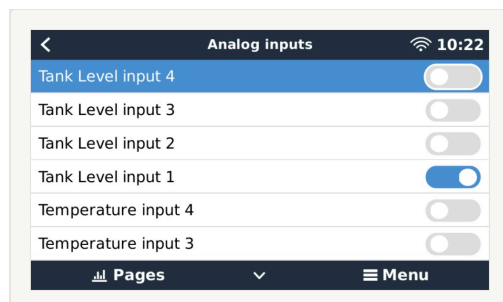 Analog inputs 10:22
Tank Level input 4
Tank Level input 3
Tank Level input 2
Tank Level input 1
Temperature input 4
Temperature input 3
Pages Menu